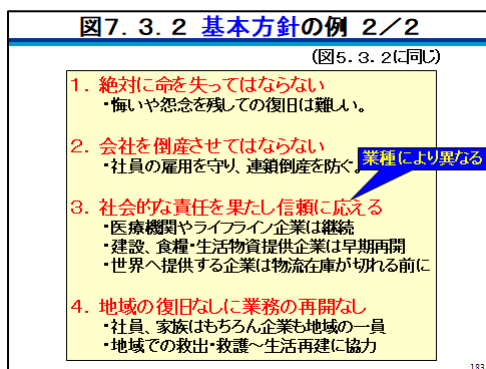 図7.3.2 基本方針の例 2/2
(図5.3.2に同じ)
1. 絶対に命を失ってはならない
・悔いや怨念を残しての復旧は難しい。
2. 会社を倒産させてはならない
・社員の雇用を守り、連鎖倒産を防ぐ。
業種により異なる
3. 社会的な責任を果たし信頼に応える
・医療機関やライフライン企業は継続
・建設、食糧・生活物資提供企業は早期再開
・世界へ提供する企業は物流在庫が切れる前に
4. 地域の復旧なしに業務の再開なし
・社員、家族はもちろん企業も地域の一員
・地域での救出・救護~生活再建に協力
183